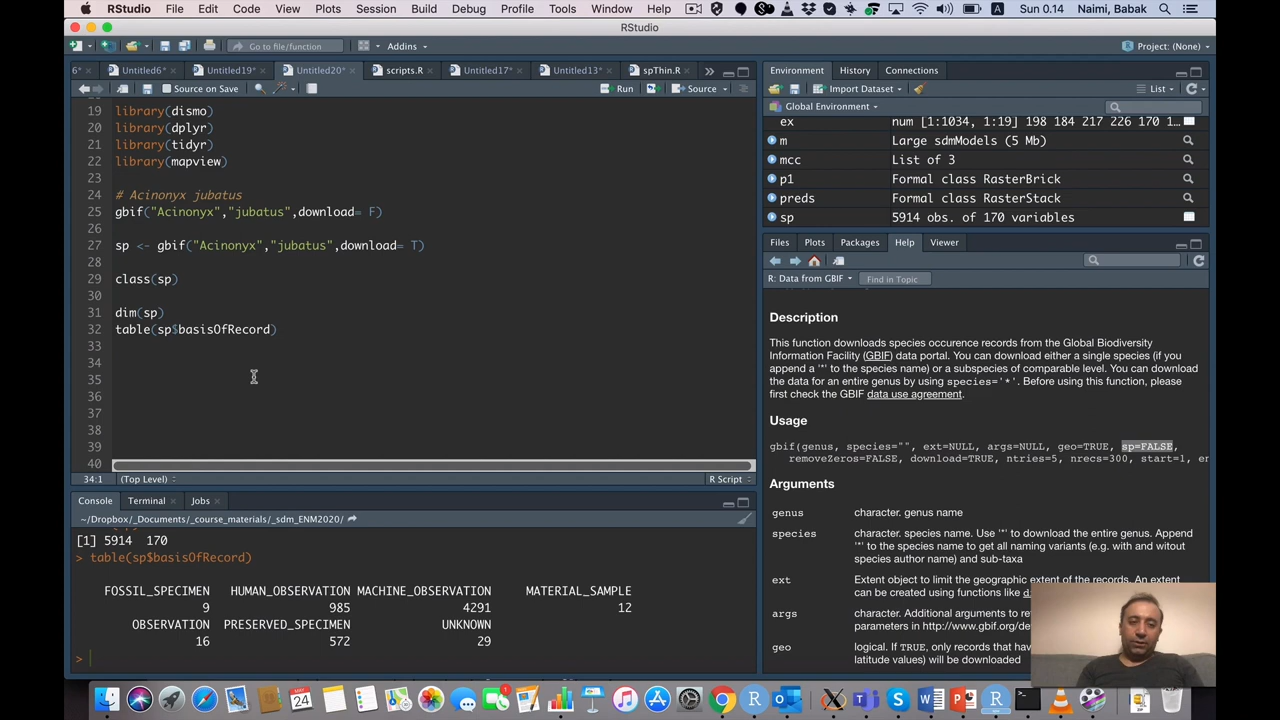 RStudio File Edit Code View Plots Session Build Debug Profile Tools Window Help Sun 0.14 Naimi, Babak
RStudio
Go to file/function Addins Project: (None)
6* Untitled6* Untitled19* Untitled20* scripts.R Untitled17* Untitled13* spThin.R
Source on Save Run Source
19 library(dismo)
20 library(dplyr)
21 library(tidyr)
22 library(mapview)
23
24 # Acinonyx jubatus
25 gbif("Acinonyx","jubatus",download= F)
26
27 sp <- gbif("Acinonyx","jubatus",download= T)
28
29 class(sp)
30
31 dim(sp)
32 table(sp$basisOfRecord)
33
34
35
36
37
38
39
40
34:1 (Top Level) R Script
Console Terminal Jobs
~/Dropbox/_Documents/_course_materials/_sdm_ENM2020/
[1] 5914 170
> table(sp$basisOfRecord)
FOSSIL_SPECIMEN HUMAN_OBSERVATION MACHINE_OBSERVATION MATERIAL_SAMPLE
9 985 4291 12
OBSERVATION PRESERVED_SPECIMEN UNKNOWN
16 572 29
>
Environment History Connections
Import Dataset List
Global Environment
ex num [1:1034, 1:19] 198 184 217 226 170 1…
m Large sdmModels (5 Mb)
mcc List of 3
p1 Formal class RasterBrick
preds Formal class RasterStack
sp 5914 obs. of 170 variables
Files Plots Packages Help Viewer
R: Data from GBIF Find in Topic
Description
This function downloads species occurence records from the Global Biodiversity
Information Facility (GBIF) data portal. You can download either a single species (if you
append a '*' to the species name) or a subspecies of comparable level. You can download
the data for an entire genus by using species='*'. Before using this function, please
first check the GBIF data use agreement.
Usage
gbif(genus, species="", ext=NULL, args=NULL, geo=TRUE, sp=FALSE,
removeZeros=FALSE, download=TRUE, ntries=5, nrecs=300, start=1, en
Arguments
genus character. genus name
species character. species name. Use '*' to download the entire genus. Append
'*' to the species name to get all naming variants (e.g. with and witout
species author name) and sub-taxa
ext Extent object to limit the geographic extent of the records. An extent
can be created using functions like d
args character. Additional arguments to re
parameters in http://www.gbif.org/de
geo logical. If TRUE, only records that hav
latitude values) will be downloaded
MAY
24